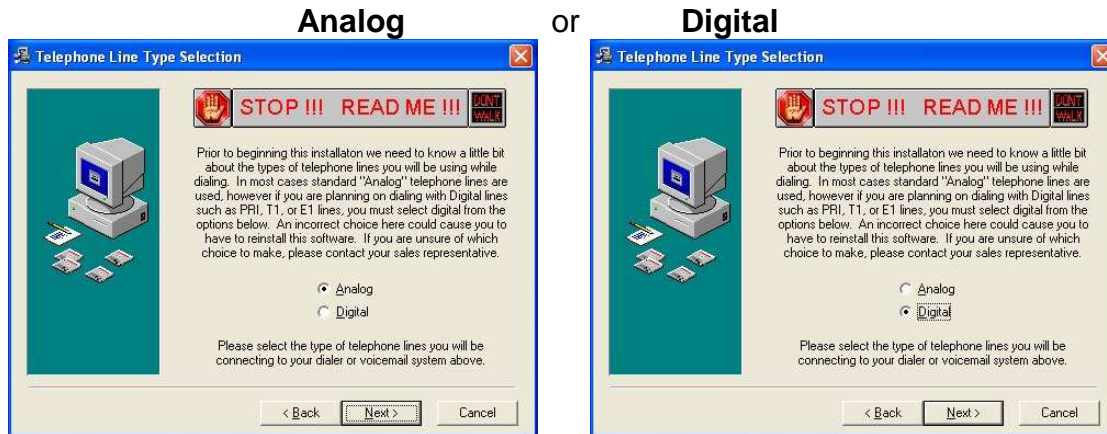 Analog or Digital
Telephone Line Type Selection
STOP !!! READ ME !!! DONT WALK
Prior to beginning this installaton we need to know a little bit
about the types of telephone lines you will be using while
dialing. In most cases standard "Analog" telephone lines are
used, however if you are planning on dialing with Digital lines
such as PRI, T1, or E1 lines, you must select digital from the
options below. An incorrect choice here could cause you to
have to reinstall this software. If you are unsure of which
choice to make, please contact your sales representative.
Analog
Digital
Please select the type of telephone lines you will be
connecting to your dialer or voicemail system above.
< Back Next > Cancel
Telephone Line Type Selection
STOP !!! READ ME !!! DONT WALK
Prior to beginning this installaton we need to know a little bit
about the types of telephone lines you will be using while
dialing. In most cases standard "Analog" telephone lines are
used, however if you are planning on dialing with Digital lines
such as PRI, T1, or E1 lines, you must select digital from the
options below. An incorrect choice here could cause you to
have to reinstall this software. If you are unsure of which
choice to make, please contact your sales representative.
Analog
Digital
Please select the type of telephone lines you will be
connecting to your dialer or voicemail system above.
< Back Next > Cancel